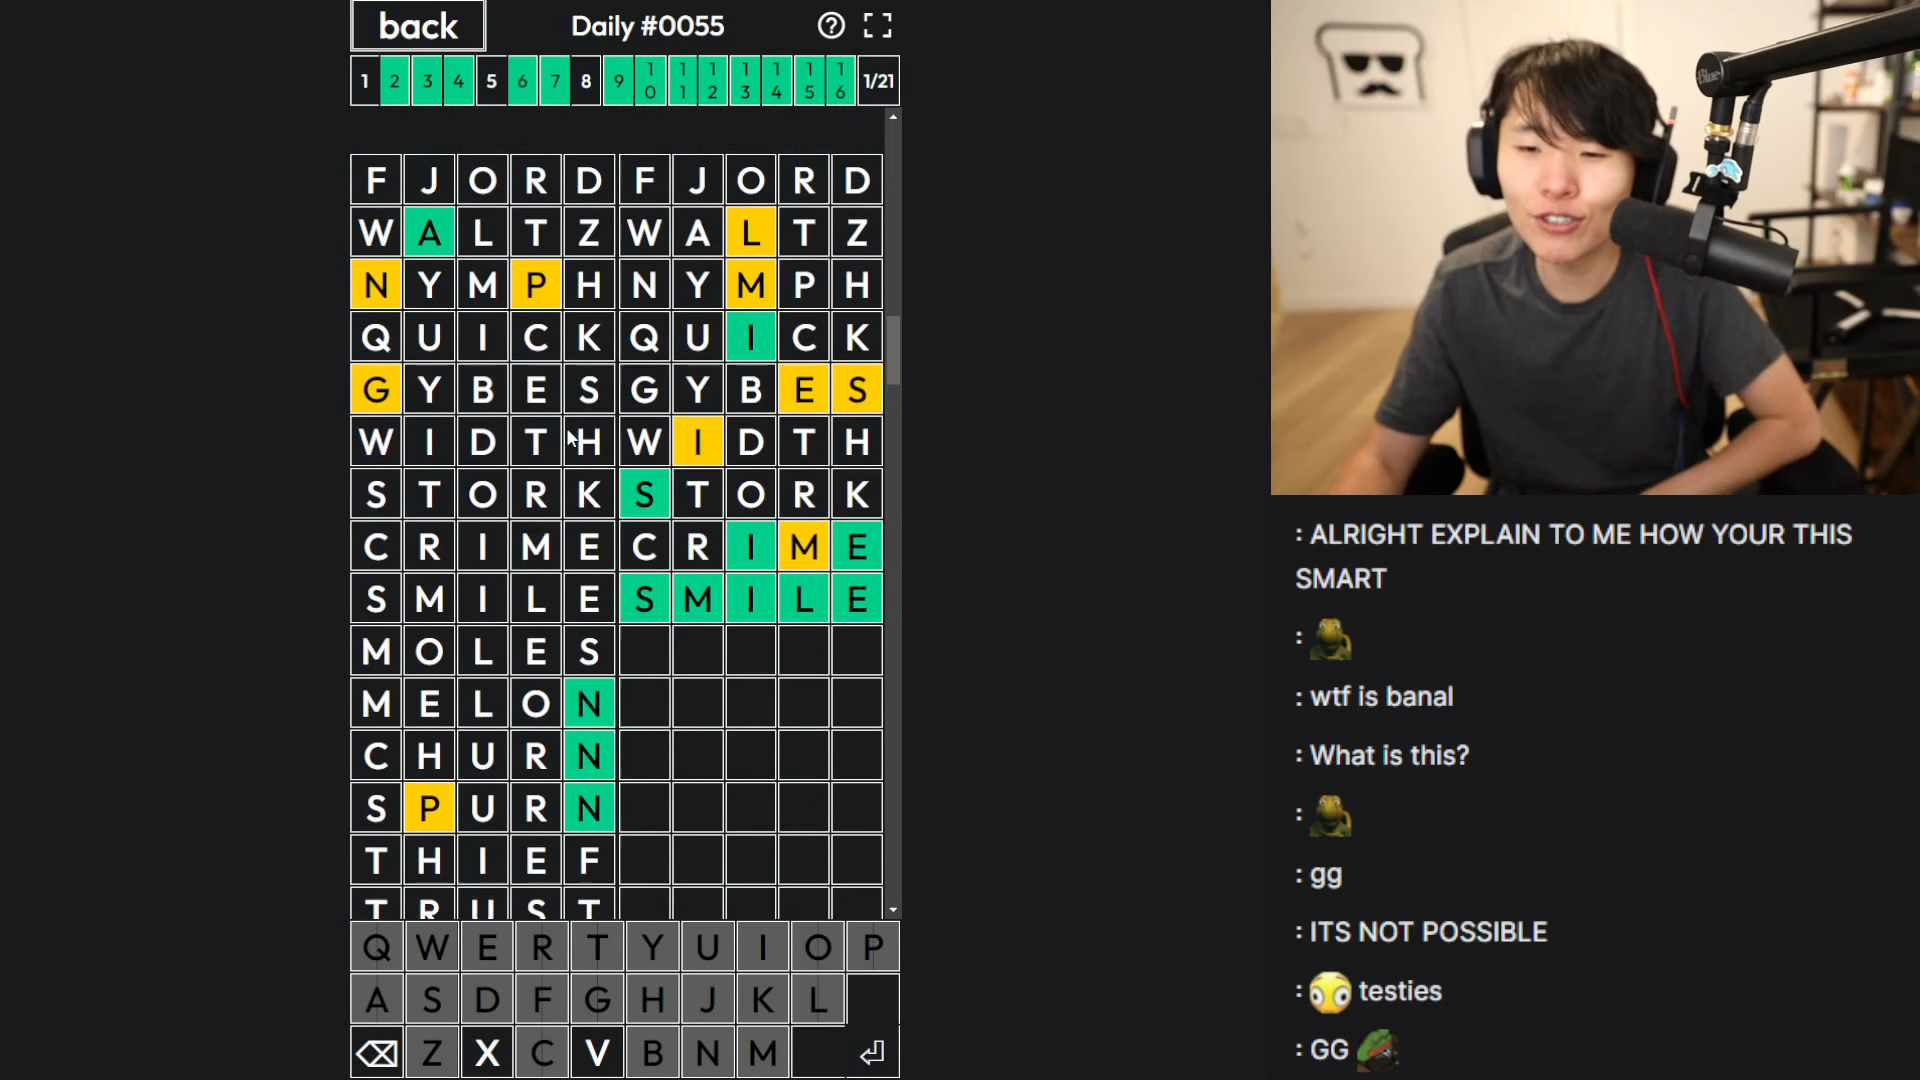 back
Daily #0055
1 2 3 4 5 6 7 8 9 10 11 12 13 14 15 16 1/21
F J O R D F J O R D
W A L T Z W A L T Z
N Y M P H N Y M P H
Q U I C K Q U I C K
G Y B E S G Y B E S
W I D T H W I D T H
S T O R K S T O R K
C R I M E C R I M E
S M I L E S M I L E
M O L E S
M E L O N
C H U R N
S P U R N
T H I E F
T R U S T
Q W E R T Y U I O P
A S D F G H J K L
Z X C V B N M
Blue
: ALRIGHT EXPLAIN TO ME HOW YOUR THIS
SMART
:
: wtf is banal
: What is this?
:
: gg
: ITS NOT POSSIBLE
: testies
: GG